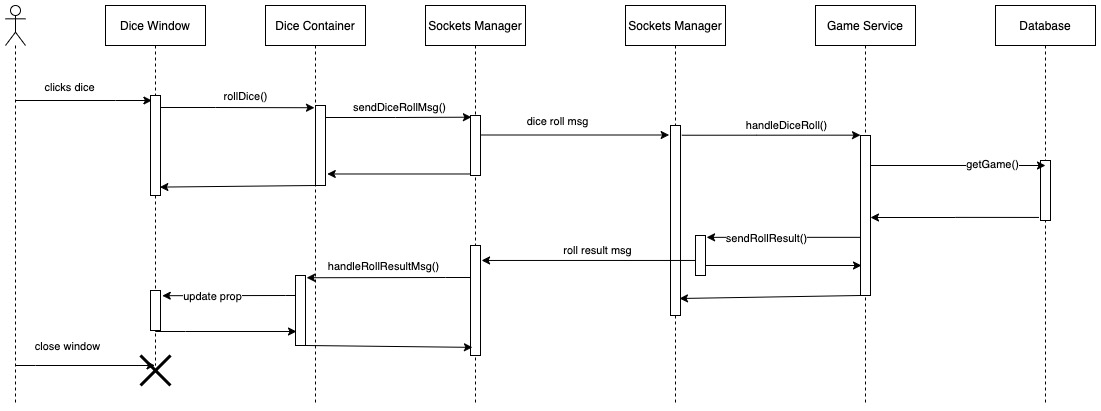 Dice Window
Dice Container
Sockets Manager
Sockets Manager
Game Service
Database
clicks dice
rollDice()
sendDiceRollMsg()
dice roll msg
handleDiceRoll()
getGame()
sendRollResult()
roll result msg
handleRollResultMsg()
update prop
close window